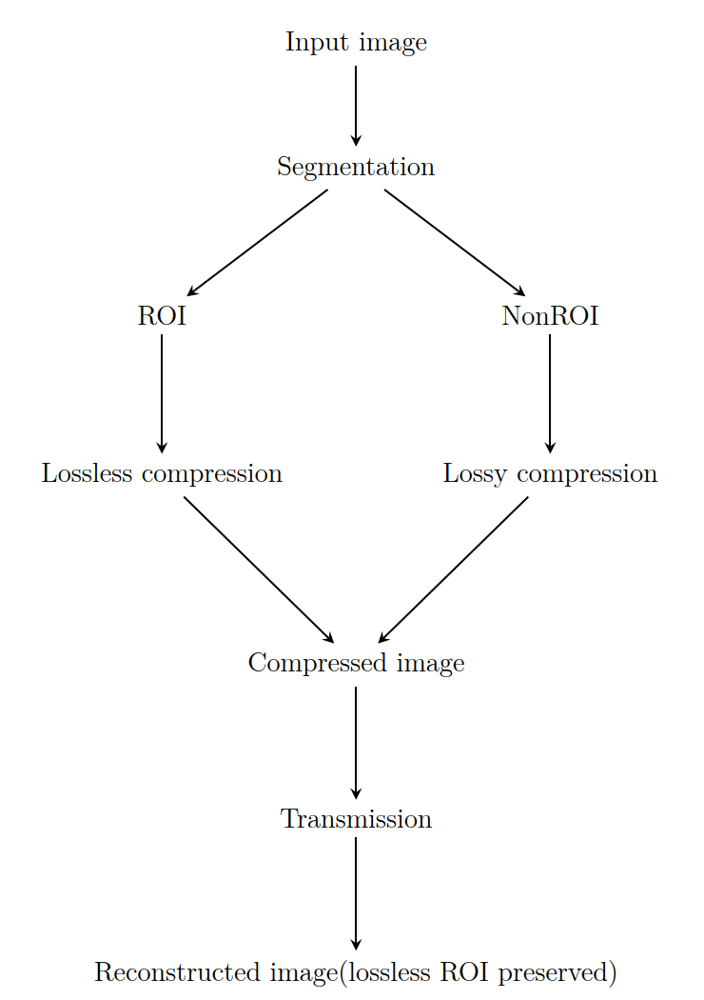 Input image
Segmentation
ROI
NonROI
Lossless compression
Lossy compression
Compressed image
Transmission
Reconstructed image(lossless ROI preserved)